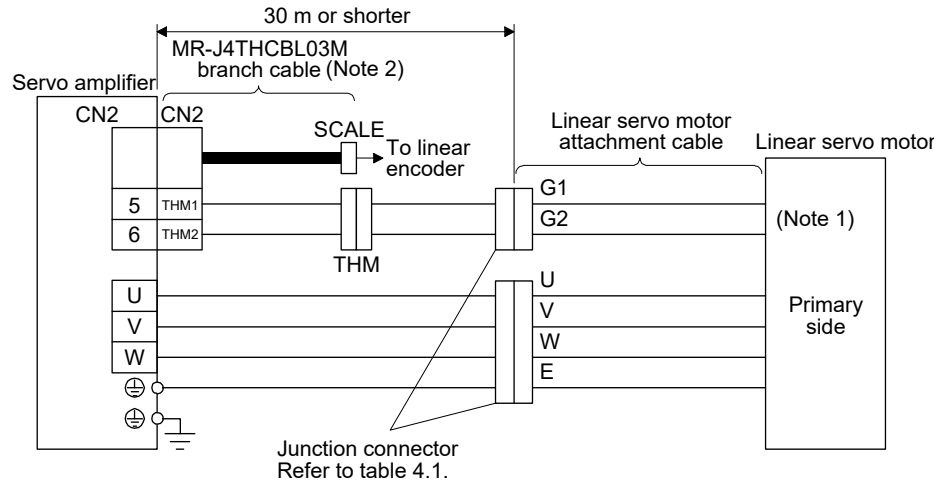 30 m or shorter
MR-J4THCBL03M
branch cable (Note 2)
Servo amplifier
CN2
CN2
SCALE
To linear
encoder
Linear servo motor
attachment cable
Linear servo motor
G1
5
THM1
G2
(Note 1)
6
THM2
THM
U
U
V
V
Primary
side
W
W
E
Junction connector
Refer to table 4.1.